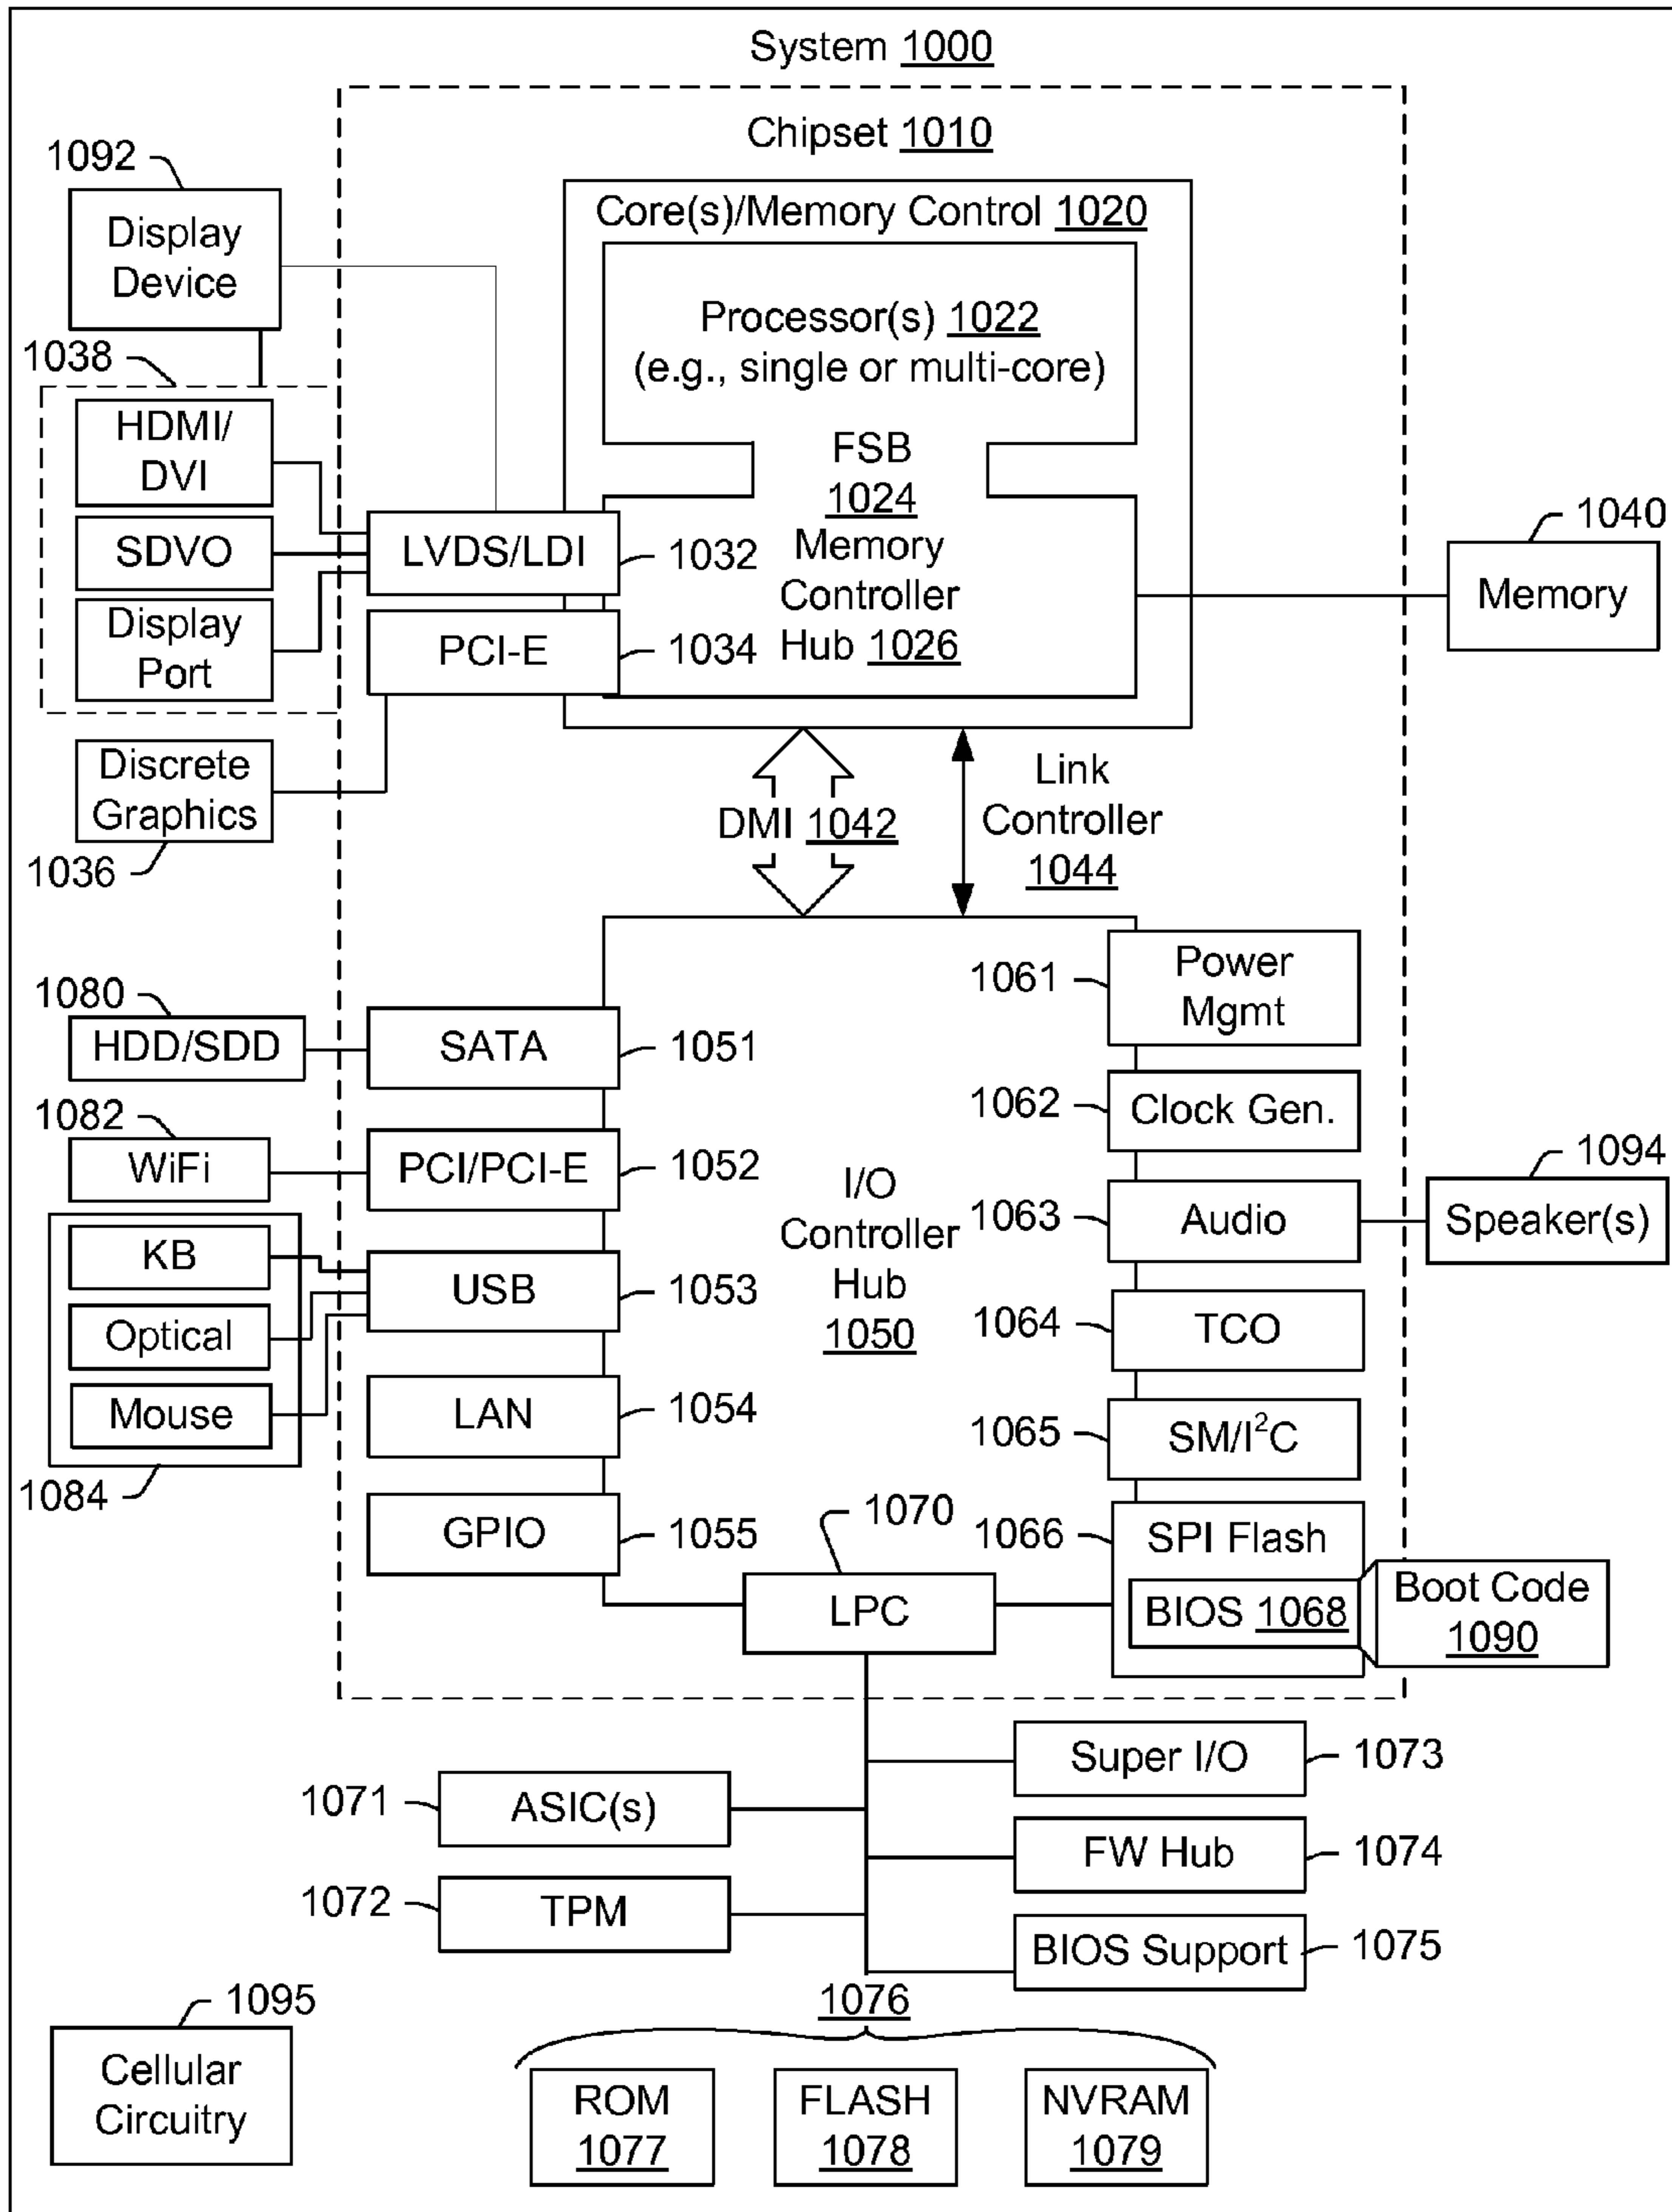 System 1000
Chipset 1010
1092
Display
Device
Core(s)/Memory Control 1020
Processor(s) 1022
(e.g., single or multi-core)
1038
HDMI/
DVI
SDVO
Display
Port
FSB
1024
Memory
Controller
Hub 1026
LVDS/LDI
1032
PCI-E
1034
1040
Memory
Discrete
Graphics
1036
DMI 1042
Link
Controller
1044
1080
HDD/SDD
SATA
1051
1061
Power
Mgmt
1082
WiFi
PCI/PCI-E
1052
1062
Clock Gen.
I/O
Controller
Hub
1050
1063
Audio
1094
Speaker(s)
KB
Optical
Mouse
1084
USB
1053
1064
TCO
LAN
1054
1065
SM/I²C
GPIO
1055
1070
LPC
1066
SPI Flash
BIOS 1068
Boot Code
1090
Super I/O
1073
1071
ASIC(s)
FW Hub
1074
1072
TPM
BIOS Support
1075
1095
Cellular
Circuitry
1076
ROM
1077
FLASH
1078
NVRAM
1079